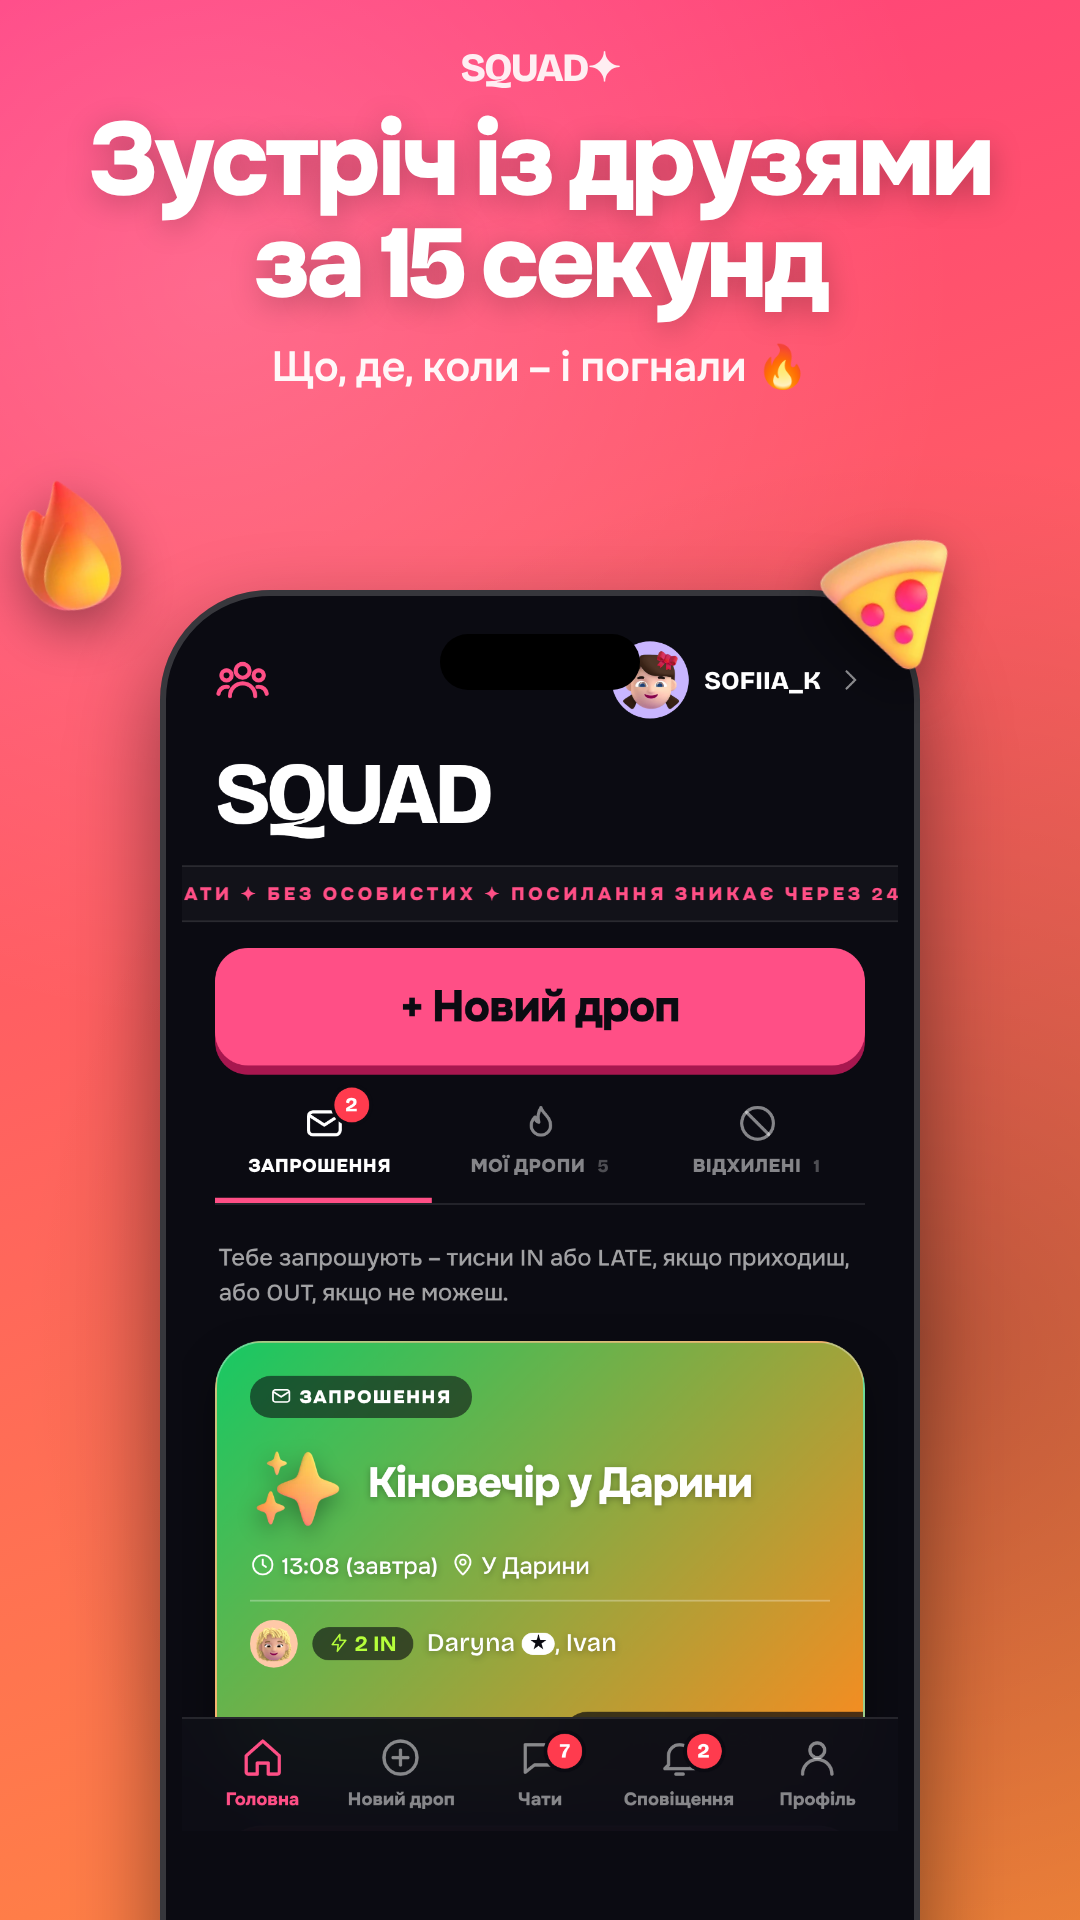 SQUAD✦
Зустріч із друзями
за 15 секунд
Що, де, коли – і погнали 🔥
SOFIIA_K
SQUAD
АТИ ✦ БЕЗ ОСОБИСТИХ ✦ ПОСИЛАННЯ ЗНИКАЄ ЧЕРЕЗ 24
+ Новий дроп
2
ЗАПРОШЕННЯ
МОЇ ДРОПИ 5
ВІДХИЛЕНІ 1
Тебе запрошують – тисни IN або LATE, якщо приходиш,
або OUT, якщо не можеш.
ЗАПРОШЕННЯ
Кіновечір у Дарини
13:08 (завтра) У Дарини
2 IN Daryna ★, Ivan
7
2
Головна
Новий дроп
Чати
Сповіщення
Профіль